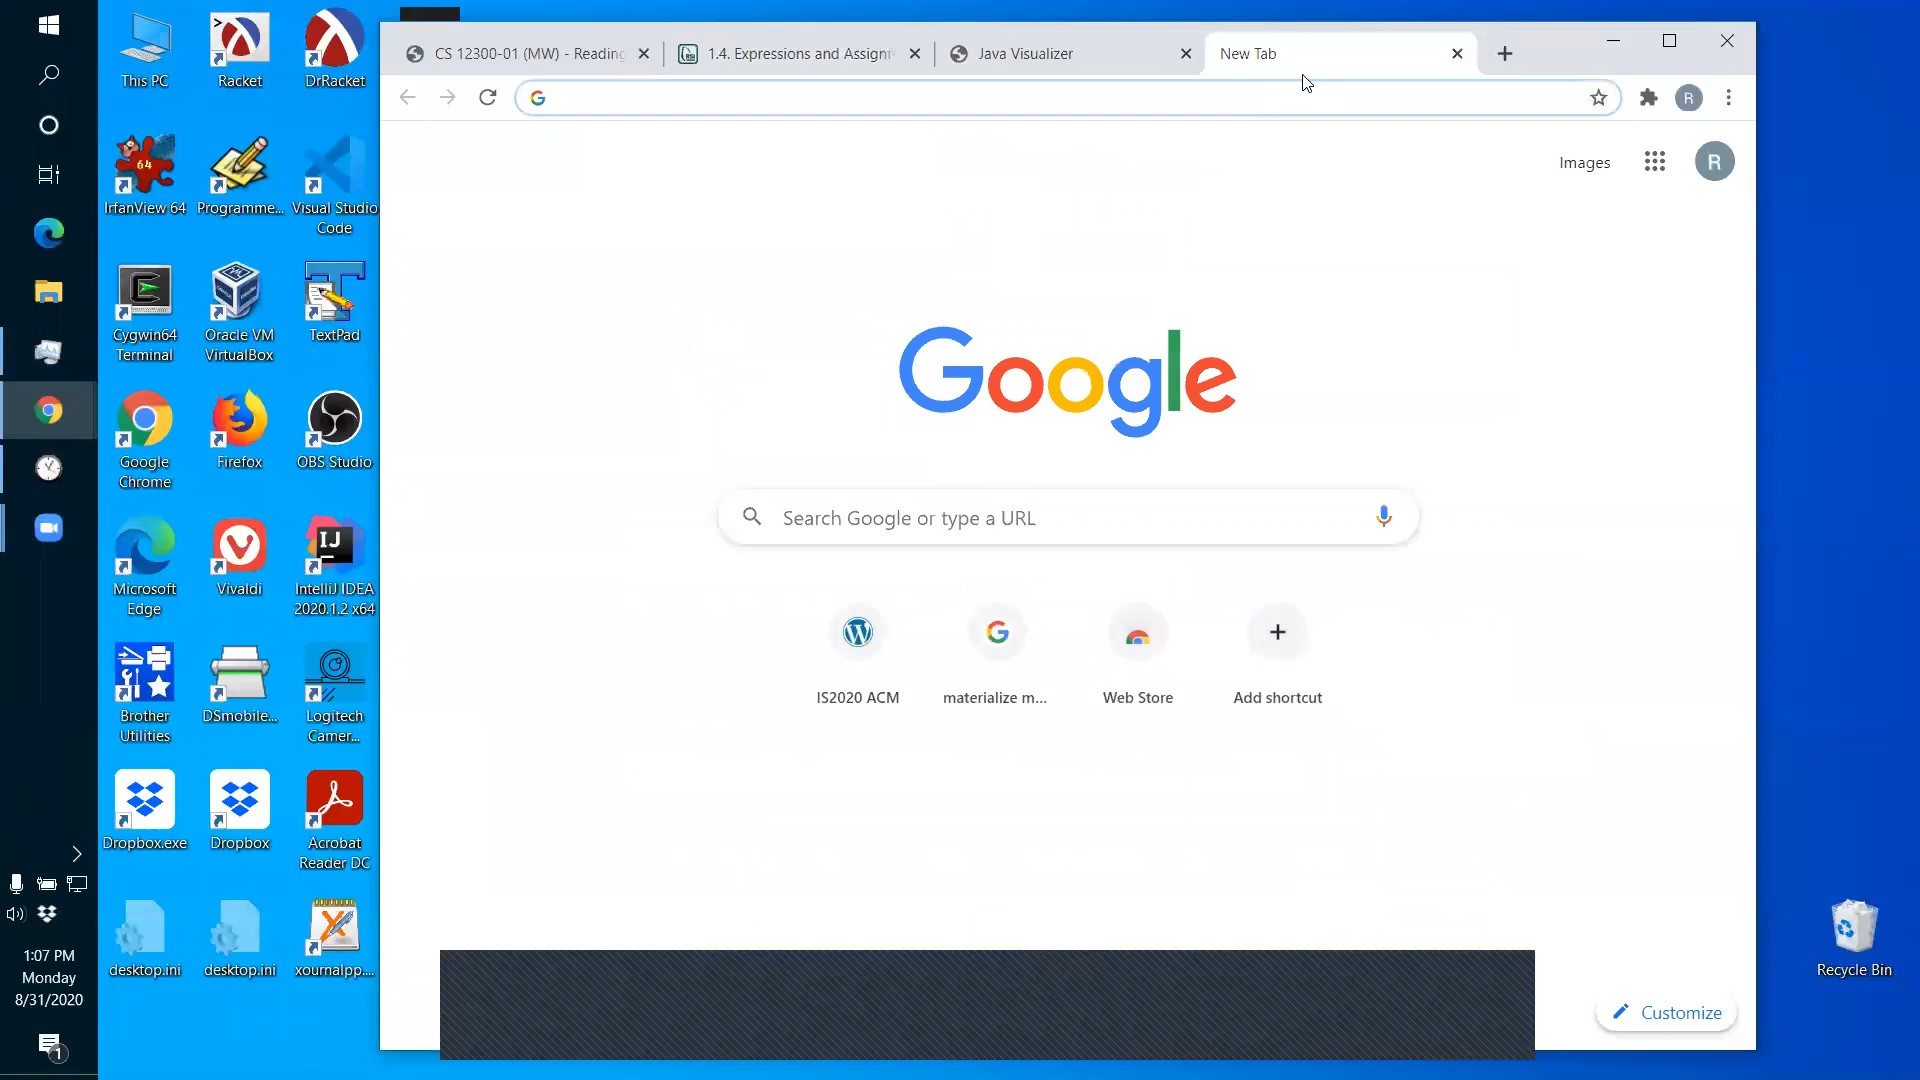 This PC
Racket
DrRacket
IrfanView 64
Programme...
Visual Studio
Code
Cygwin64
Terminal
Oracle VM
VirtualBox
TextPad
Google
Chrome
Firefox
OBS Studio
Microsoft
Edge
Vivaldi
IntelliJ IDEA
2020.1.2 x64
Brother
Utilities
DSmobile...
Logitech
Camer...
Dropbox.exe
Dropbox
Acrobat
Reader DC
desktop.ini
desktop.ini
xournalpp....
1:07 PM
Monday
8/31/2020
1
CS 12300-01 (MW) - Reading
1.4. Expressions and Assign
Java Visualizer
New Tab
R
Images
R
Google
Search Google or type a URL
IS2020 ACM
materialize m...
Web Store
Add shortcut
Customize
Recycle Bin